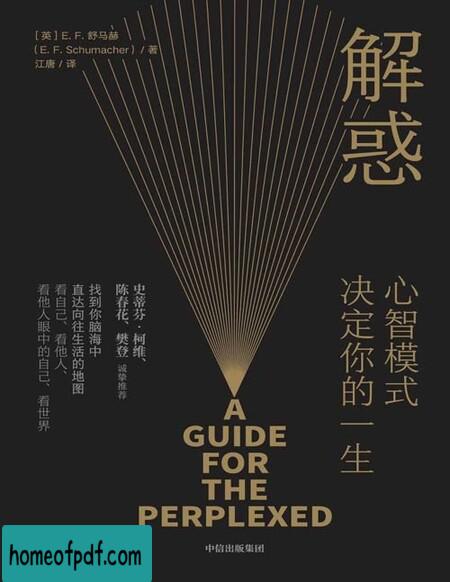 [英] E. F. 舒马赫
（E. F. Schumacher）/ 著
江唐 / 译
解惑
心智模式
决定你的一生
史蒂芬·柯维、
陈春花、樊登 诚挚推荐
找到你脑海中
直达向往生活的地图
看自己、看他人、
看他人眼中的自己、看世界
A
GUIDE
FOR
THE
PERPLEXED
中信出版集团
homeofpdf.com